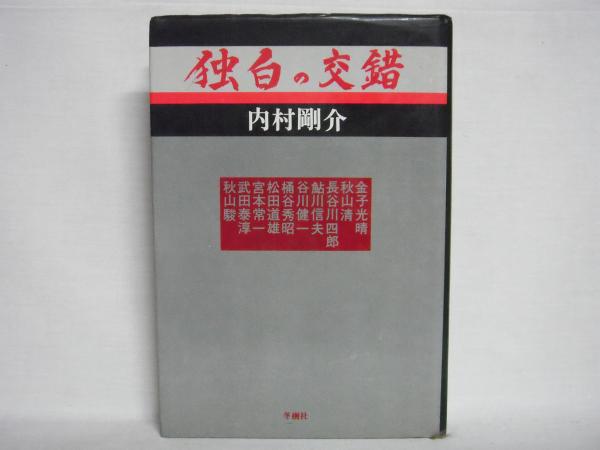 独白の交錯
内村剛介
金子光晴
秋山清
長谷川四郎
鮎川信夫
谷川健一
桶谷秀昭
松田道雄
宮本常一
武田泰淳
秋山駿
冬樹社